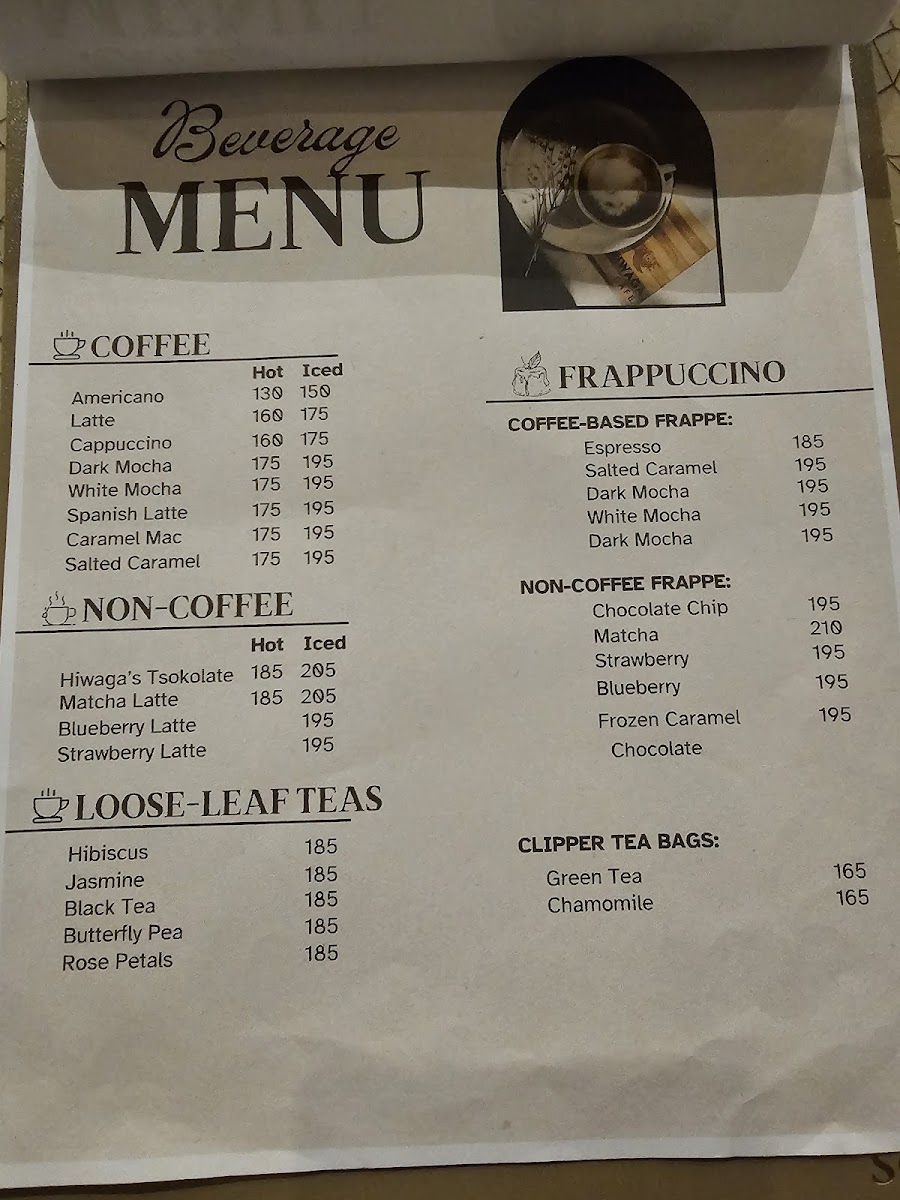 Beverage
MENU
COFFEE
Hot Iced
Americano 130 150
Latte 160 175
Cappuccino 160 175
Dark Mocha 175 195
White Mocha 175 195
Spanish Latte 175 195
Caramel Mac 175 195
Salted Caramel 175 195
NON-COFFEE
Hot Iced
Hiwaga's Tsokolate 185 205
Matcha Latte 185 205
Blueberry Latte 195
Strawberry Latte 195
LOOSE-LEAF TEAS
Hibiscus 185
Jasmine 185
Black Tea 185
Butterfly Pea 185
Rose Petals 185
FRAPPUCCINO
COFFEE-BASED FRAPPE:
Espresso 185
Salted Caramel 195
Dark Mocha 195
White Mocha 195
Dark Mocha 195
NON-COFFEE FRAPPE:
Chocolate Chip 195
Matcha 210
Strawberry 195
Blueberry 195
Frozen Caramel 195
Chocolate
CLIPPER TEA BAGS:
Green Tea 165
Chamomile 165